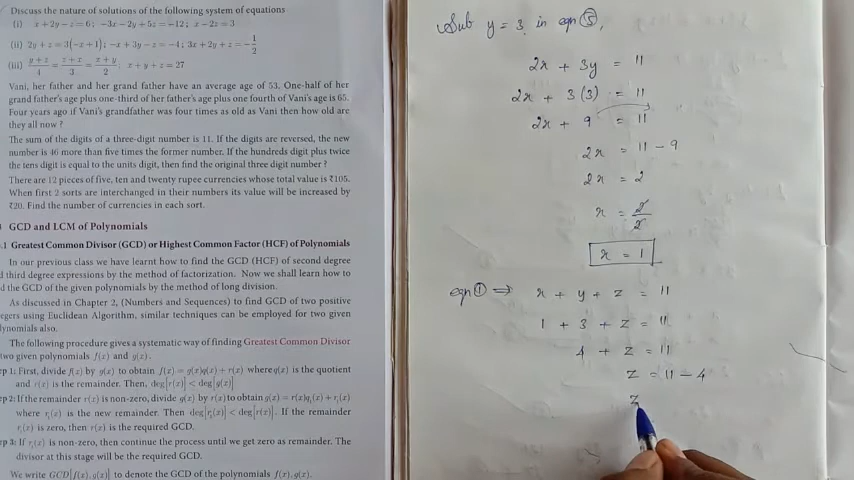 Discuss the nature of solutions of the following system of equations
(i) x + 2y − z = 6; −3x − 2y + 5z = −12; x − 2z = 3
(ii) 2y + z = 3(−x + 1); −x + 3y − z = −4; 3x + 2y + z = −1/2
(iii) (y + z)/4 = (z + x)/3 = (x + y)/2; x + y + z = 27
Vani, her father and her grand father have an average age of 53. One-half of her
grand father's age plus one-third of her father's age plus one fourth of Vani's age is 65.
Four years ago if Vani's grandfather was four times as old as Vani then how old are
they all now ?
The sum of the digits of a three-digit number is 11. If the digits are reversed, the new
number is 46 more than five times the former number. If the hundreds digit plus twice
the tens digit is equal to the units digit, then find the original three digit number ?
There are 12 pieces of five, ten and twenty rupee currencies whose total value is ₹105.
When first 2 sorts are interchanged in their numbers its value will be increased by
₹20. Find the number of currencies in each sort.
GCD and LCM of Polynomials
.1 Greatest Common Divisor (GCD) or Highest Common Factor (HCF) of Polynomials
In our previous class we have learnt how to find the GCD (HCF) of second degree
d third degree expressions by the method of factorization. Now we shall learn how to
d the GCD of the given polynomials by the method of long division.
As discussed in Chapter 2, (Numbers and Sequences) to find GCD of two positive
egers using Euclidean Algorithm, similar techniques can be employed for two given
lynomials also.
The following procedure gives a systematic way of finding Greatest Common Divisor
two given polynomials f(x) and g(x).
ep 1: First, divide f(x) by g(x) to obtain f(x) = g(x)q(x) + r(x) where q(x) is the quotient
and r(x) is the remainder. Then, deg[r(x)] < deg[g(x)]
ep 2: If the remainder r(x) is non-zero, divide g(x) by r(x) to obtain g(x) = r(x)q₁(x) + r₁(x)
where r₁(x) is the new remainder. Then deg[r₁(x)] < deg[r(x)]. If the remainder
r₁(x) is zero, then r(x) is the required GCD.
ep 3: If r₁(x) is non-zero, then continue the process until we get zero as remainder. The
divisor at this stage will be the required GCD.
We write GCD[f(x), g(x)] to denote the GCD of the polynomials f(x), g(x).
Sub y = 3 in eqn ⑤,
2x + 3y = 11
2x + 3(3) = 11
2x + 9 = 11
2x = 11 − 9
2x = 2
x = 2/2
x = 1
eqn ① ⇒ x + y + z = 11
1 + 3 + z = 11
4 + z = 11
z = 11 − 4
z